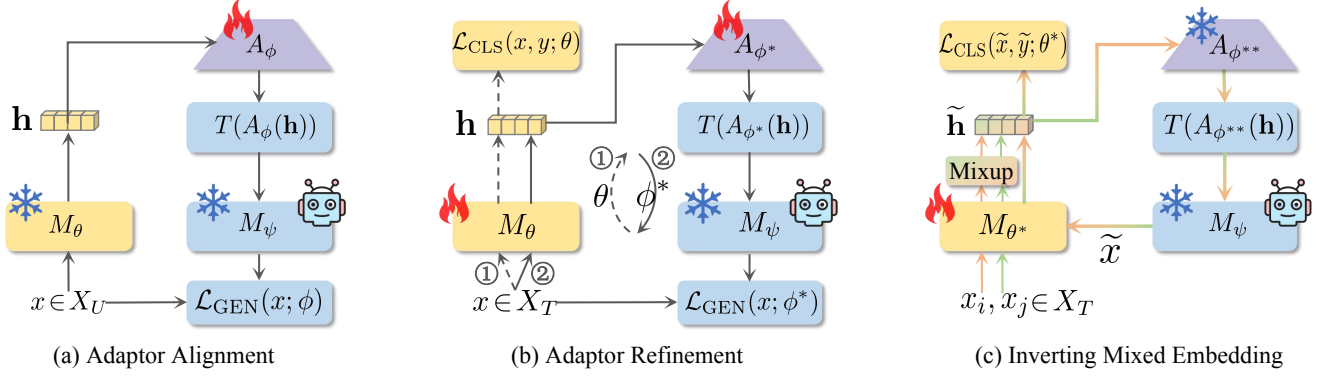 A_ϕ
h
T(A_ϕ(h))
M_θ
M_ψ
x ∈ X_U
ℒ_GEN(x; ϕ)
(a) Adaptor Alignment
ℒ_CLS(x, y; θ)
A_ϕ*
h
T(A_ϕ*(h))
① ②
θ ϕ*
M_θ
M_ψ
① ②
x ∈ X_T
ℒ_GEN(x; ϕ*)
(b) Adaptor Refinement
ℒ_CLS(x̃, ỹ; θ*)
A_ϕ**
h̃
T(A_ϕ**(h))
Mixup
M_θ*
M_ψ
x̃
x_i, x_j ∈ X_T
(c) Inverting Mixed Embedding